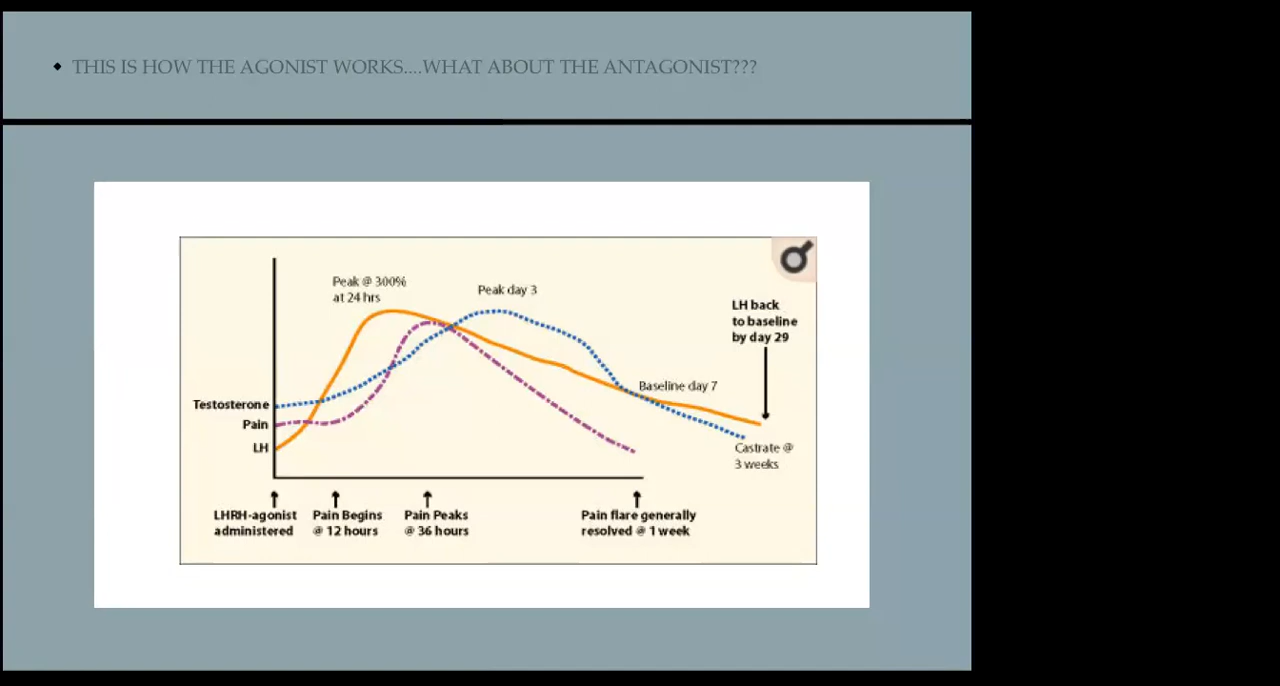 THIS IS HOW THE AGONIST WORKS....WHAT ABOUT THE ANTAGONIST???
Peak @ 300%
at 24 hrs
Peak day 3
LH back
to baseline
by day 29
Baseline day 7
Testosterone
Pain
LH
Castrate @
3 weeks
LHRH-agonist
administered
Pain Begins
@ 12 hours
Pain Peaks
@ 36 hours
Pain flare generally
resolved @ 1 week